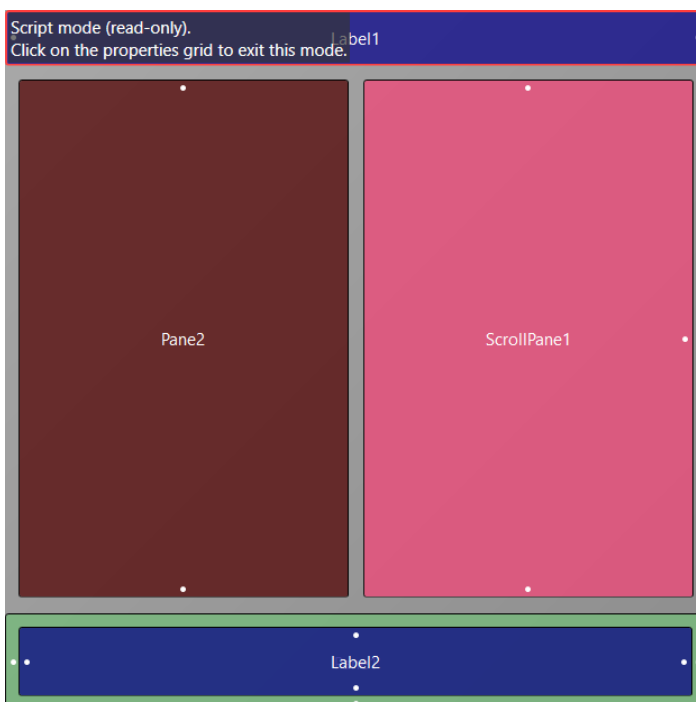 Script mode (read-only).
Label1
Click on the properties grid to exit this mode.
Pane2
ScrollPane1
Label2